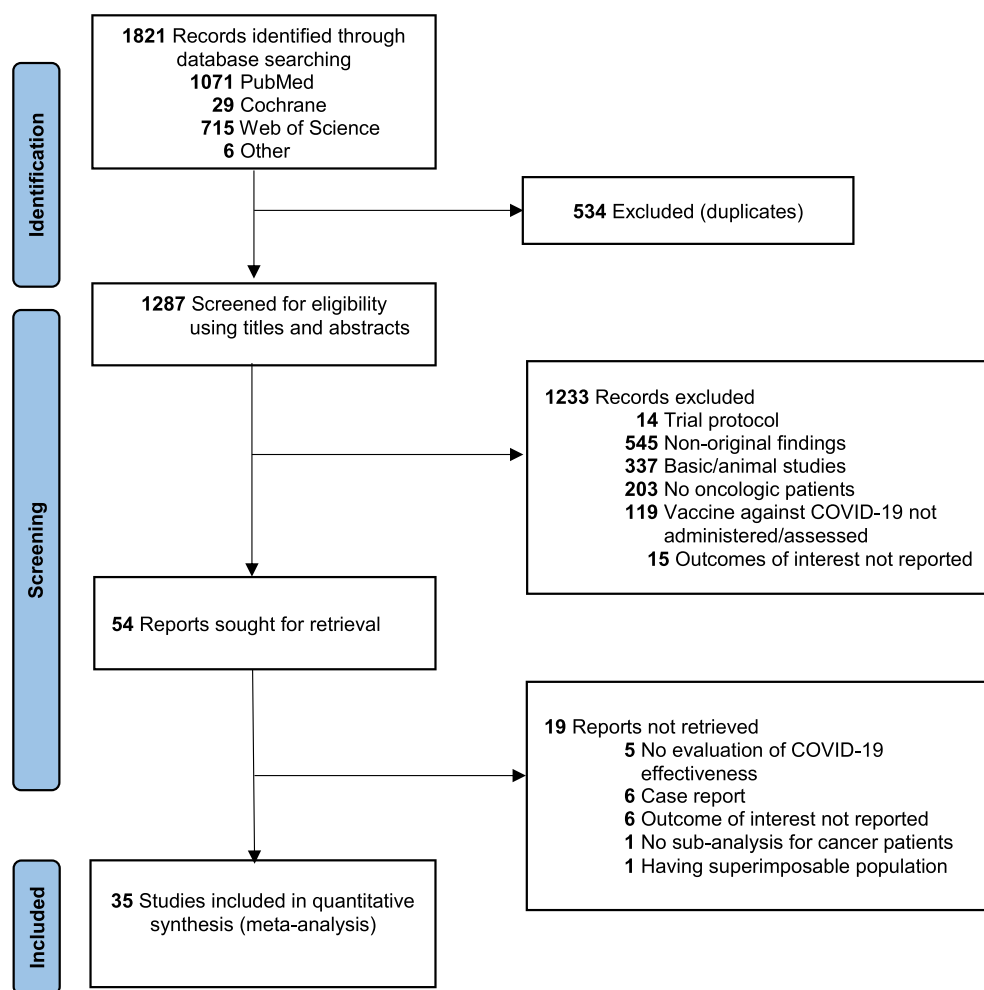 1821 Records identified through
database searching
1071 PubMed
29 Cochrane
715 Web of Science
6 Other
Identification
534 Excluded (duplicates)
1287 Screened for eligibility
using titles and abstracts
Screening
1233 Records excluded
14 Trial protocol
545 Non-original findings
337 Basic/animal studies
203 No oncologic patients
119 Vaccine against COVID-19 not
administered/assessed
15 Outcomes of interest not reported
54 Reports sought for retrieval
19 Reports not retrieved
5 No evaluation of COVID-19
effectiveness
6 Case report
6 Outcome of interest not reported
1 No sub-analysis for cancer patients
1 Having superimposable population
Included
35 Studies included in quantitative
synthesis (meta-analysis)